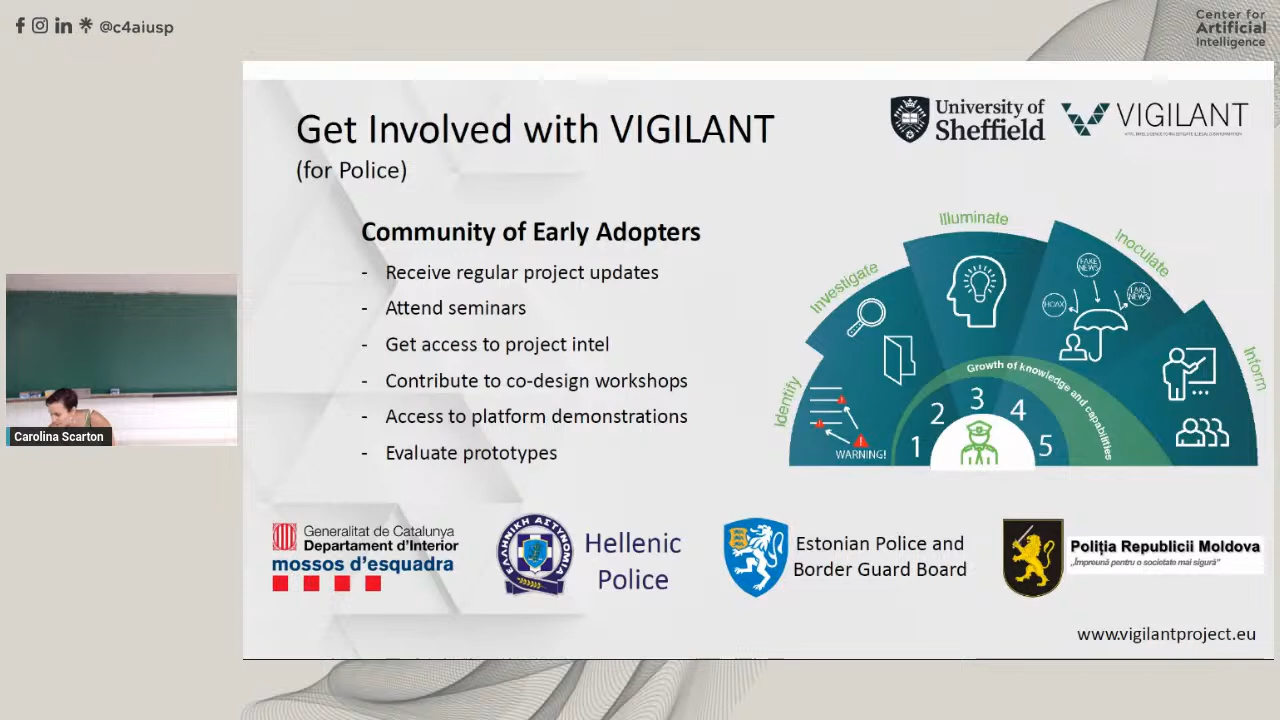 @c4aiusp
Center for
Artificial
Intelligence
Get Involved with VIGILANT
(for Police)
University of
Sheffield
VIGILANT
Community of Early Adopters
- Receive regular project updates
- Attend seminars
- Get access to project intel
- Contribute to co-design workshops
- Access to platform demonstrations
- Evaluate prototypes
Identify
Investigate
Illuminate
Inoculate
Inform
FAKE
NEWS
HOAX
FAKE
NEWS
WARNING!
Growth of knowledge and capabilities
1
2
3
4
5
Carolina Scarton
Generalitat de Catalunya
Departament d'Interior
mossos d'esquadra
ΕΛΛΗΝΙΚΗ ΑΣΤΥΝΟΜΙΑ
Hellenic
Police
Estonian Police and
Border Guard Board
Poliția Republicii Moldova
„Împreună pentru o societate mai sigură”
www.vigilantproject.eu